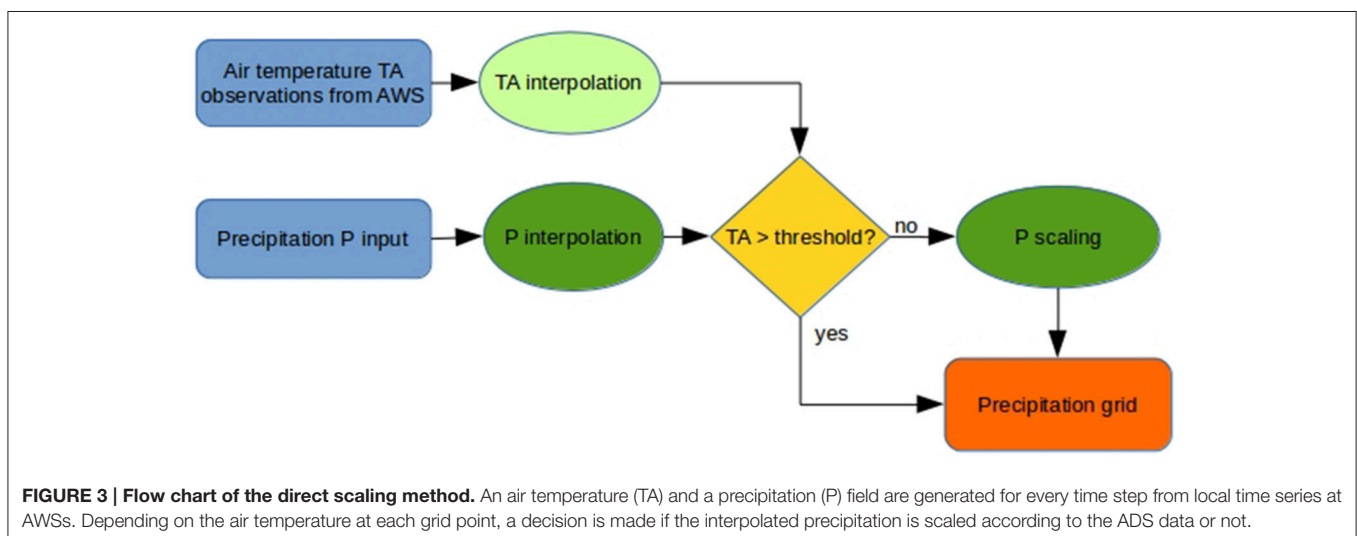 Air temperature TA
observations from AWS
TA interpolation
Precipitation P input
P interpolation
TA > threshold?
no
P scaling
yes
Precipitation grid
FIGURE 3 | Flow chart of the direct scaling method. An air temperature (TA) and a precipitation (P) field are generated for every time step from local time series at
AWSs. Depending on the air temperature at each grid point, a decision is made if the interpolated precipitation is scaled according to the ADS data or not.